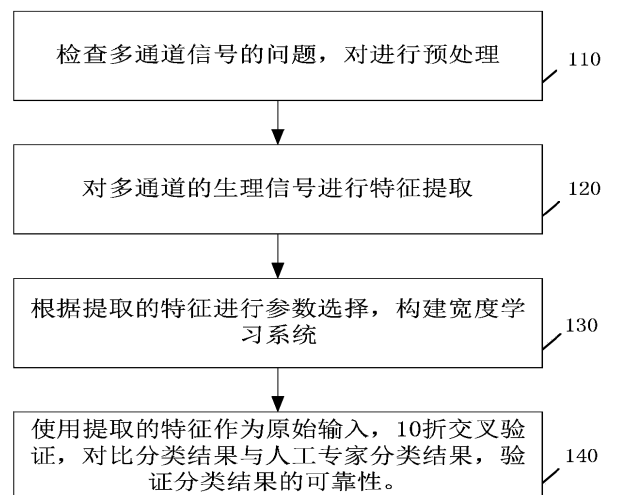 检查多通道信号的问题，对进行预处理
110
对多通道的生理信号进行特征提取
120
根据提取的特征进行参数选择，构建宽度学
习系统
130
使用提取的特征作为原始输入，10折交叉验
证，对比分类结果与人工专家分类结果，验
证分类结果的可靠性。
140